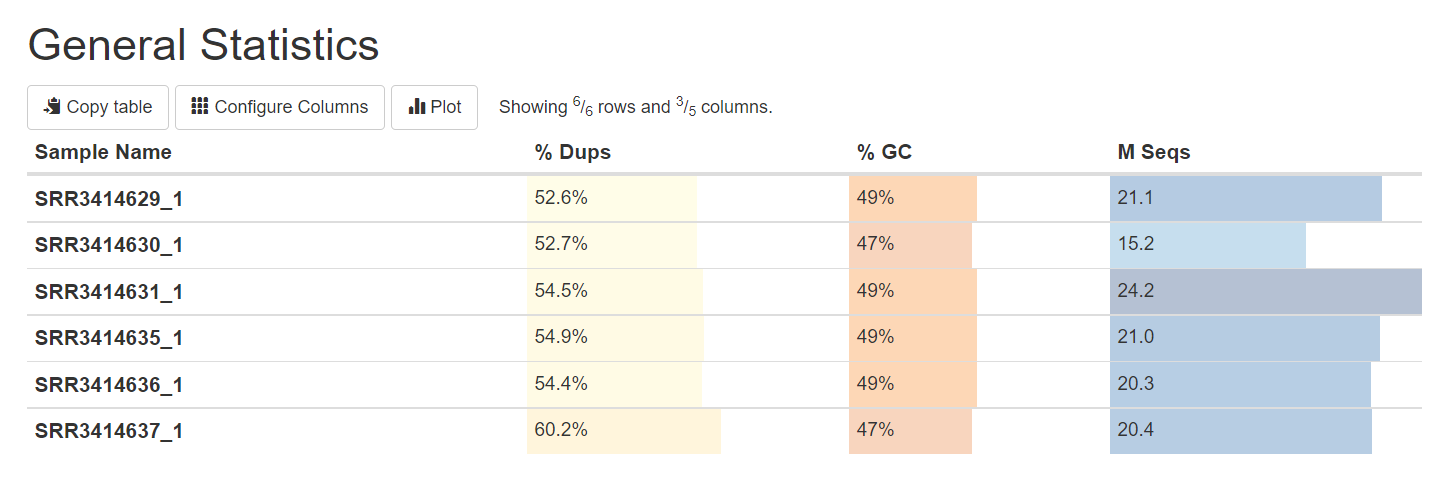 General Statistics
Copy table Configure Columns Plot Showing 6/6 rows and 3/5 columns.
Sample Name % Dups % GC M Seqs
SRR3414629_1 52.6% 49% 21.1
SRR3414630_1 52.7% 47% 15.2
SRR3414631_1 54.5% 49% 24.2
SRR3414635_1 54.9% 49% 21.0
SRR3414636_1 54.4% 49% 20.3
SRR3414637_1 60.2% 47% 20.4